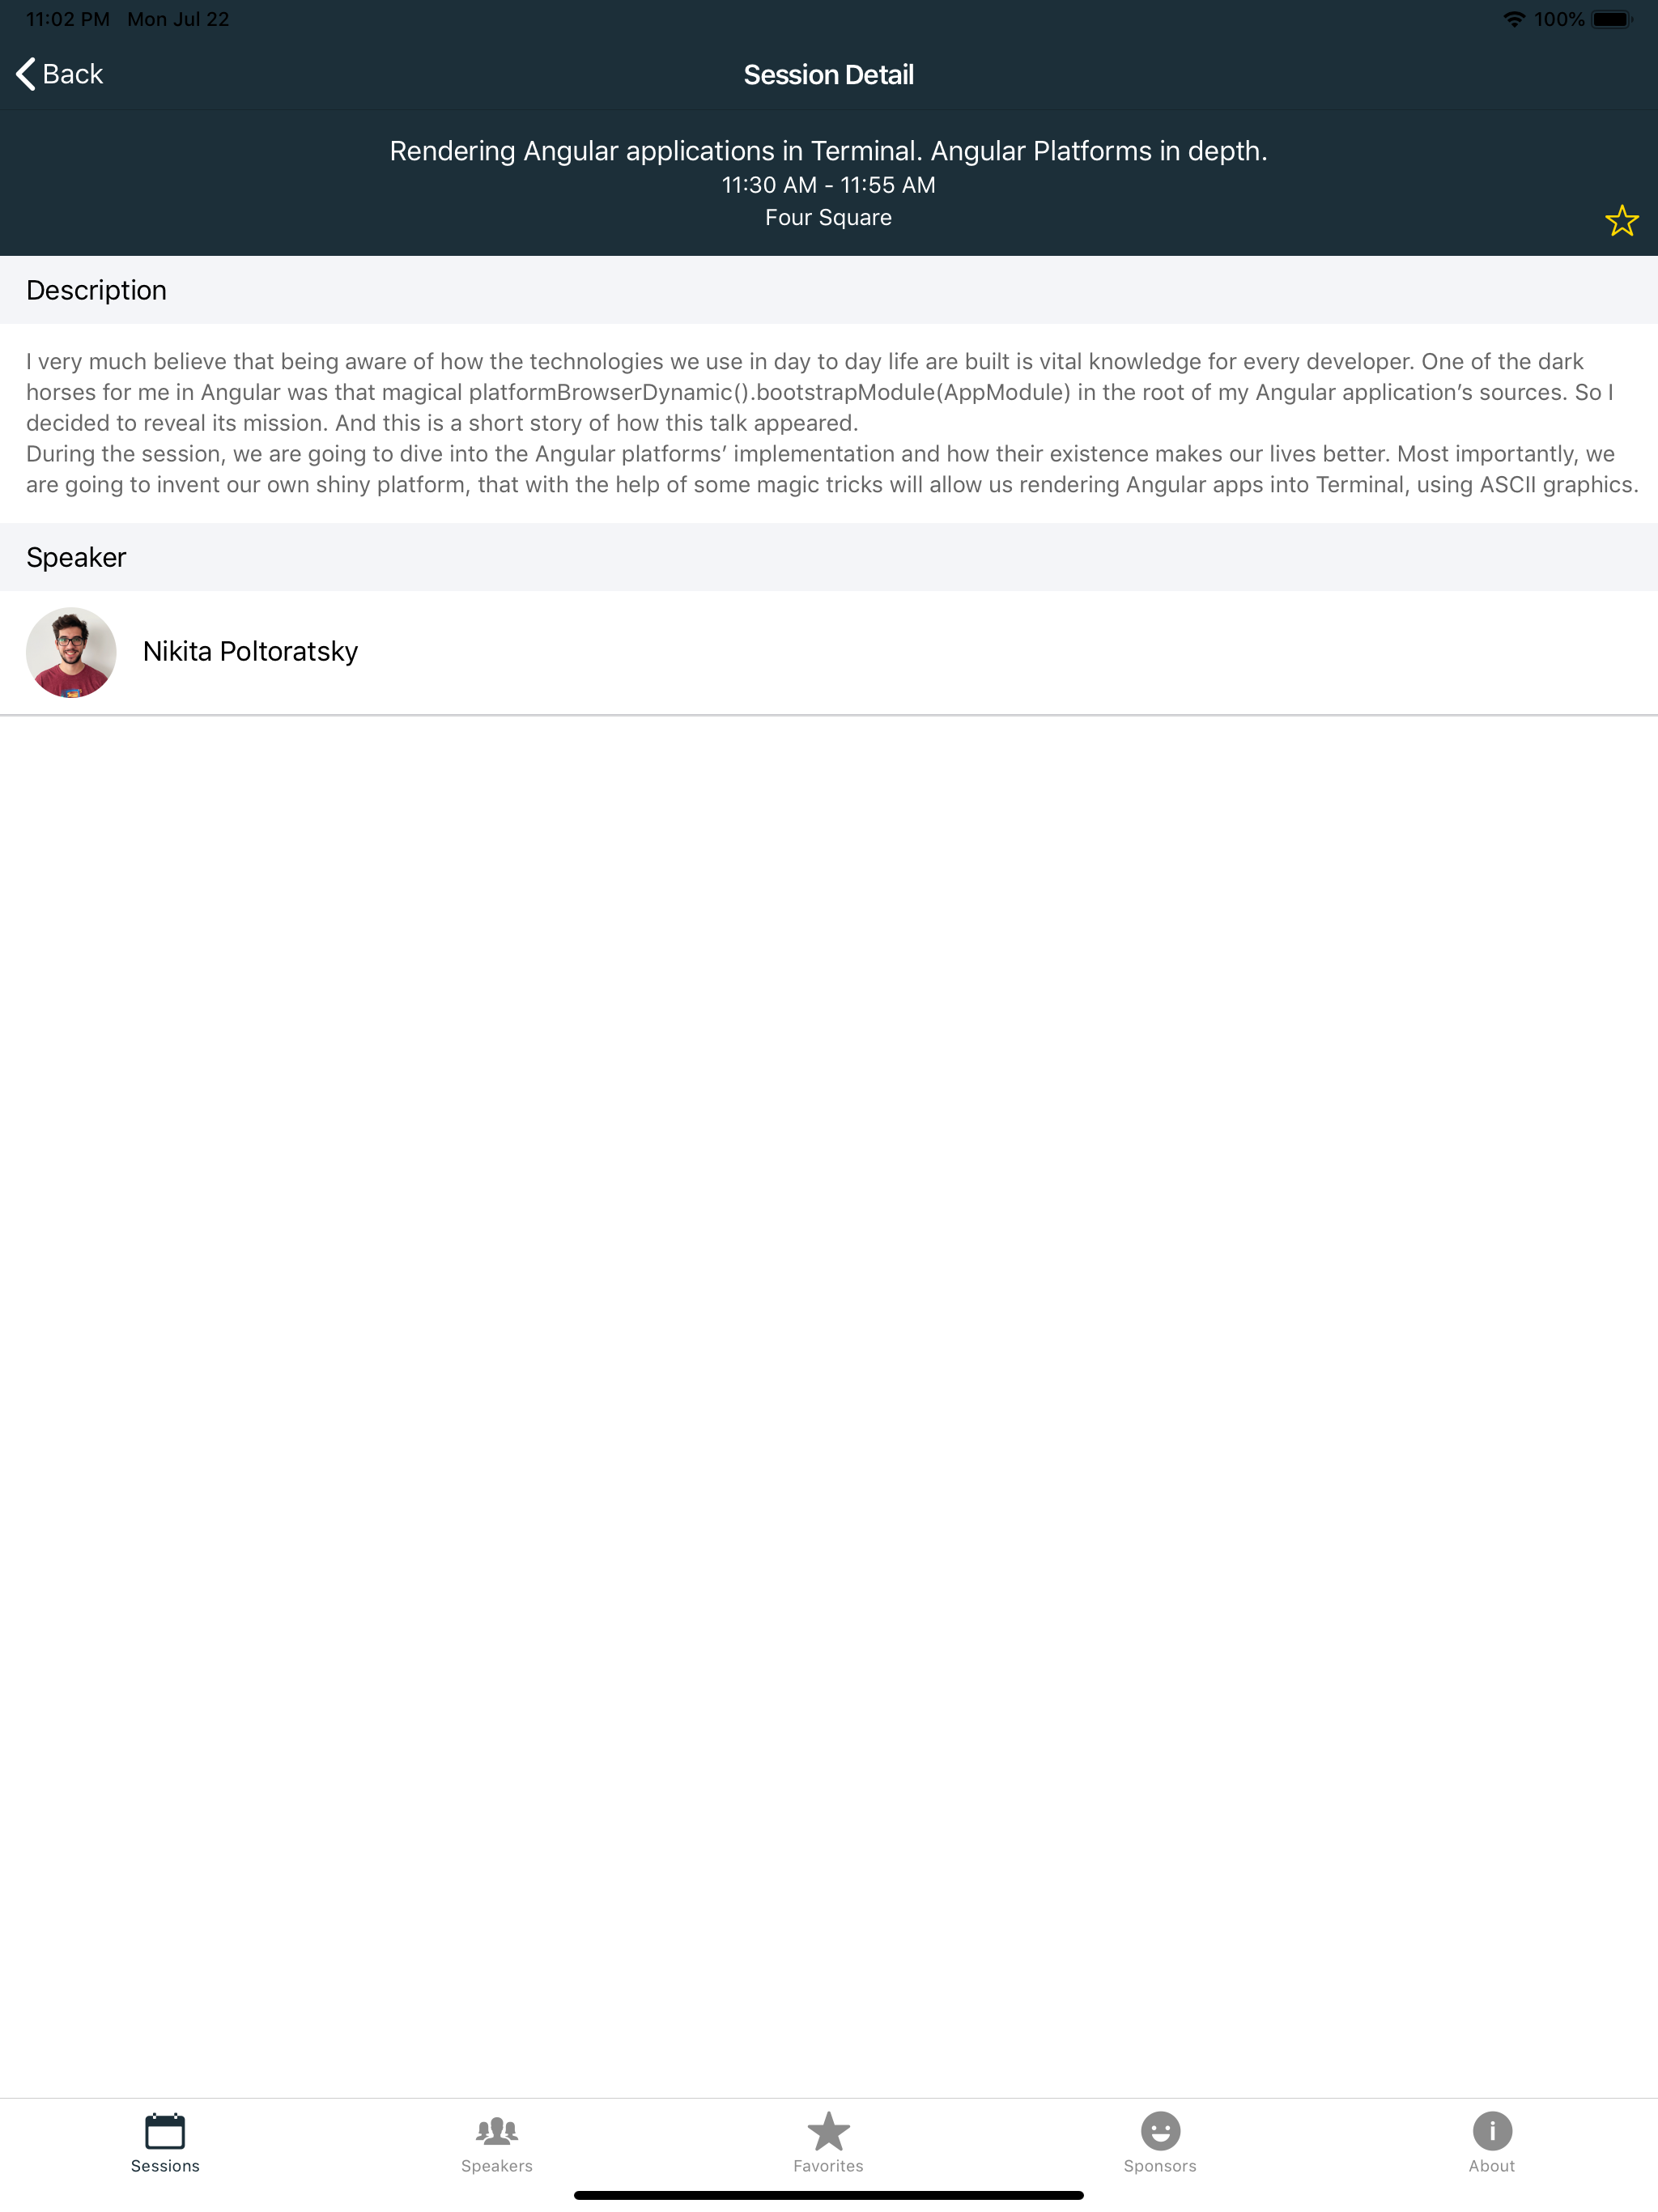 11:02 PM Mon Jul 22 100%
Back Session Detail
Rendering Angular applications in Terminal. Angular Platforms in depth.
11:30 AM - 11:55 AM
Four Square
Description
I very much believe that being aware of how the technologies we use in day to day life are built is vital knowledge for every developer. One of the dark
horses for me in Angular was that magical platformBrowserDynamic().bootstrapModule(AppModule) in the root of my Angular application’s sources. So I
decided to reveal its mission. And this is a short story of how this talk appeared.
During the session, we are going to dive into the Angular platforms’ implementation and how their existence makes our lives better. Most importantly, we
are going to invent our own shiny platform, that with the help of some magic tricks will allow us rendering Angular apps into Terminal, using ASCII graphics.
Speaker
Nikita Poltoratsky
Sessions Speakers Favorites Sponsors About